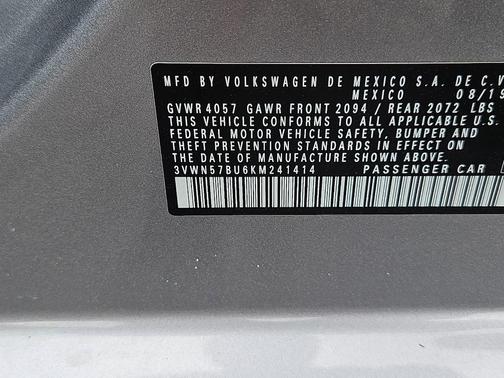 MFD BY VOLKSWAGEN DE MEXICO S.A. DE C.V
MEXICO 08/19
GVWR 4057 GAWR FRONT 2094 / REAR 2072 LBS
THIS VEHICLE CONFORMS TO ALL APPLICABLE U.S.
FEDERAL MOTOR VEHICLE SAFETY, BUMPER AND
THEFT PREVENTION STANDARDS IN EFFECT ON
THE DATE OF MANUFACTURE SHOWN ABOVE.
3VWN57BU6KM241414 PASSENGER CAR